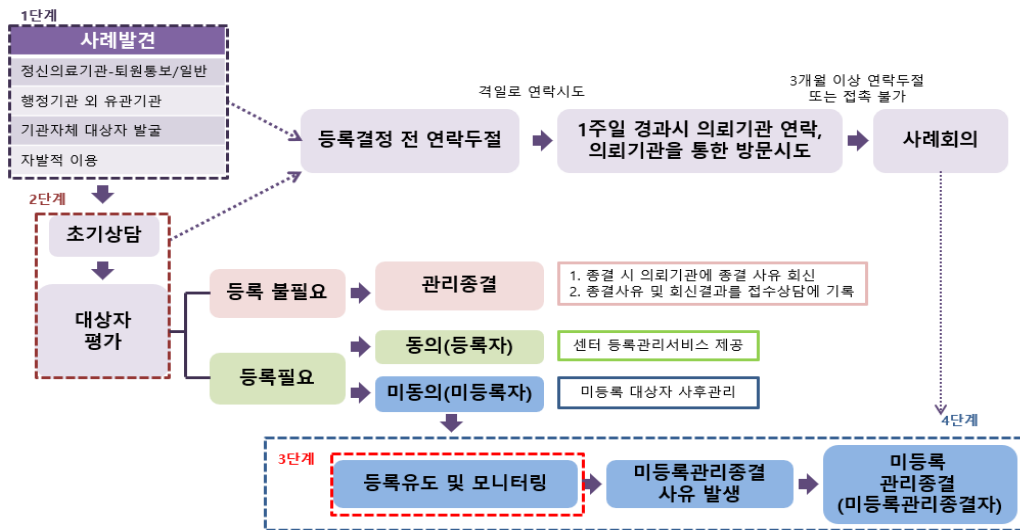 1단계
사례발견
정신의료기관-퇴원통보/일반
행정기관 외 유관기관
기관자체 대상자 발굴
자발적 이용
등록결정 전 연락두절
격일로 연락시도
1주일 경과시 의뢰기관 연락,
의뢰기관을 통한 방문시도
3개월 이상 연락두절
또는 접촉 불가
사례회의
2단계
초기상담
대상자
평가
등록 불필요
관리종결
1. 종결 시 의뢰기관에 종결 사유 회신
2. 종결사유 및 회신결과를 접수상담에 기록
등록필요
동의(등록자)
센터 등록관리서비스 제공
미동의(미등록자)
미등록 대상자 사후관리
4단계
3단계
등록유도 및 모니터링
미등록관리종결
사유 발생
미등록
관리종결
(미등록관리종결자)